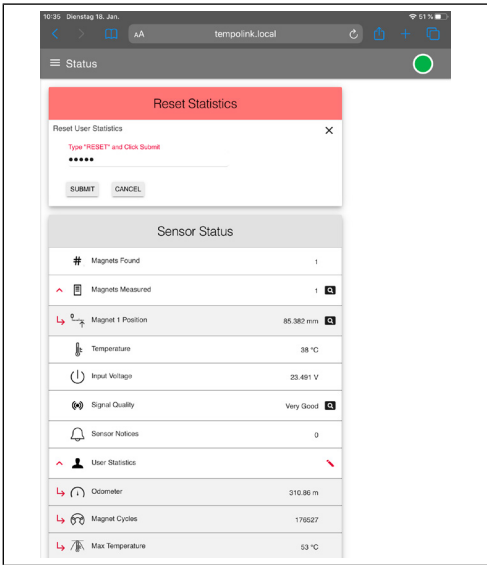 10:35 Dienstag 18. Jan.
51 %
AA
tempolink.local
Status
Reset Statistics
Reset User Statistics
Type "RESET" and Click Submit
•••••
SUBMIT
CANCEL
Sensor Status
# Magnets Found 1
Magnets Measured 1
Magnet 1 Position 85.382 mm
Temperature 38 °C
Input Voltage 23.491 V
Signal Quality Very Good
Sensor Notices 0
User Statistics
Odometer 310.86 m
Magnet Cycles 176527
Max Temperature 53 °C